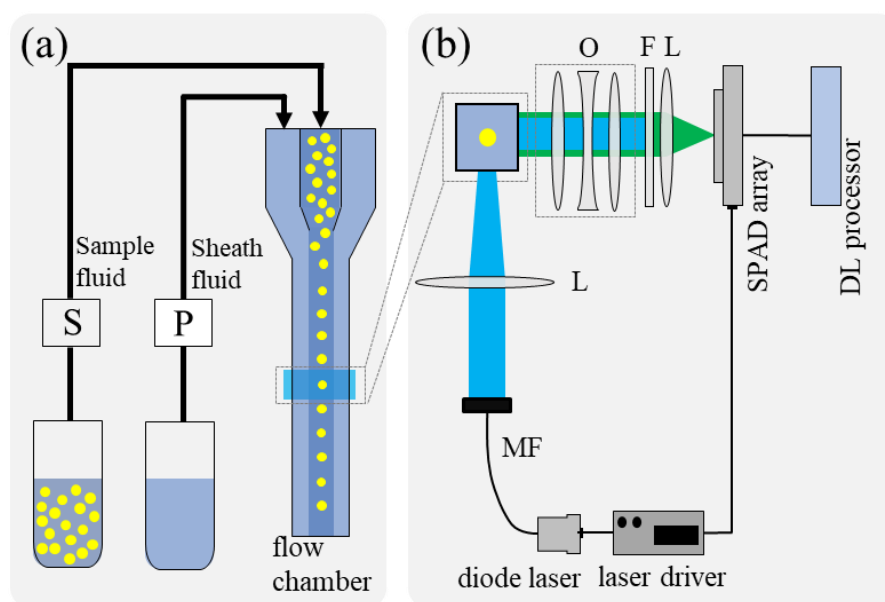 (a)
Sample
fluid
Sheath
fluid
S
P
flow
chamber
(b)
O
F L
SPAD array
DL processor
L
MF
diode laser
laser driver